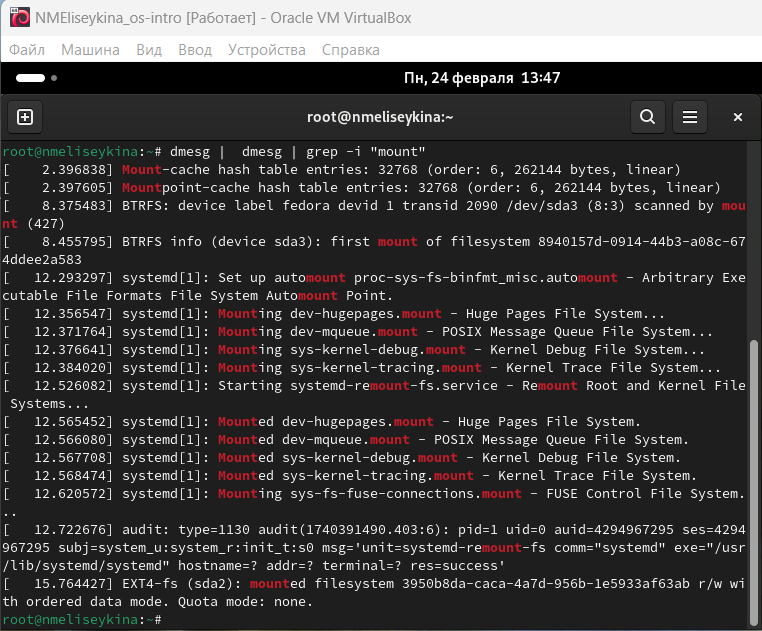 NMEliseykina_os-intro [Работает] - Oracle VM VirtualBox
Файл Машина Вид Ввод Устройства Справка
Пн, 24 февраля 13:47
root@nmeliseykina:~
root@nmeliseykina:~# dmesg |  dmesg | grep -i "mount"
[    2.396838] Mount-cache hash table entries: 32768 (order: 6, 262144 bytes, linear)
[    2.397605] Mountpoint-cache hash table entries: 32768 (order: 6, 262144 bytes, linear)
[    8.375483] BTRFS: device label fedora devid 1 transid 2090 /dev/sda3 (8:3) scanned by mou
nt (427)
[    8.455795] BTRFS info (device sda3): first mount of filesystem 8940157d-0914-44b3-a08c-67
4ddee2a583
[   12.293297] systemd[1]: Set up automount proc-sys-fs-binfmt_misc.automount - Arbitrary Exe
cutable File Formats File System Automount Point.
[   12.356547] systemd[1]: Mounting dev-hugepages.mount - Huge Pages File System...
[   12.371764] systemd[1]: Mounting dev-mqueue.mount - POSIX Message Queue File System...
[   12.376641] systemd[1]: Mounting sys-kernel-debug.mount - Kernel Debug File System...
[   12.384020] systemd[1]: Mounting sys-kernel-tracing.mount - Kernel Trace File System...
[   12.526082] systemd[1]: Starting systemd-remount-fs.service - Remount Root and Kernel File
 Systems...
[   12.565452] systemd[1]: Mounted dev-hugepages.mount - Huge Pages File System.
[   12.566080] systemd[1]: Mounted dev-mqueue.mount - POSIX Message Queue File System.
[   12.567708] systemd[1]: Mounted sys-kernel-debug.mount - Kernel Debug File System.
[   12.568474] systemd[1]: Mounted sys-kernel-tracing.mount - Kernel Trace File System.
[   12.620572] systemd[1]: Mounting sys-fs-fuse-connections.mount - FUSE Control File System.
..
[   12.722676] audit: type=1130 audit(1740391490.403:6): pid=1 uid=0 auid=4294967295 ses=4294
967295 subj=system_u:system_r:init_t:s0 msg='unit=systemd-remount-fs comm="systemd" exe="/usr
/lib/systemd/systemd" hostname=? addr=? terminal=? res=success'
[   15.764427] EXT4-fs (sda2): mounted filesystem 3950b8da-caca-4a7d-956b-1e5933af63ab r/w wi
th ordered data mode. Quota mode: none.
root@nmeliseykina:~#